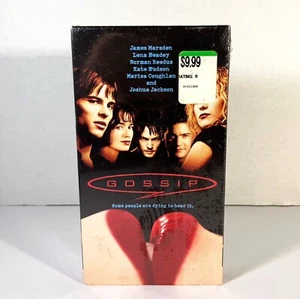 James Marsden
Lena Headey
Norman Reedus
Kate Hudson
Marisa Coughlan
and
Joshua Jackson
$9.99
RATING: R
GOSSIP
Some people are dying to hear it.